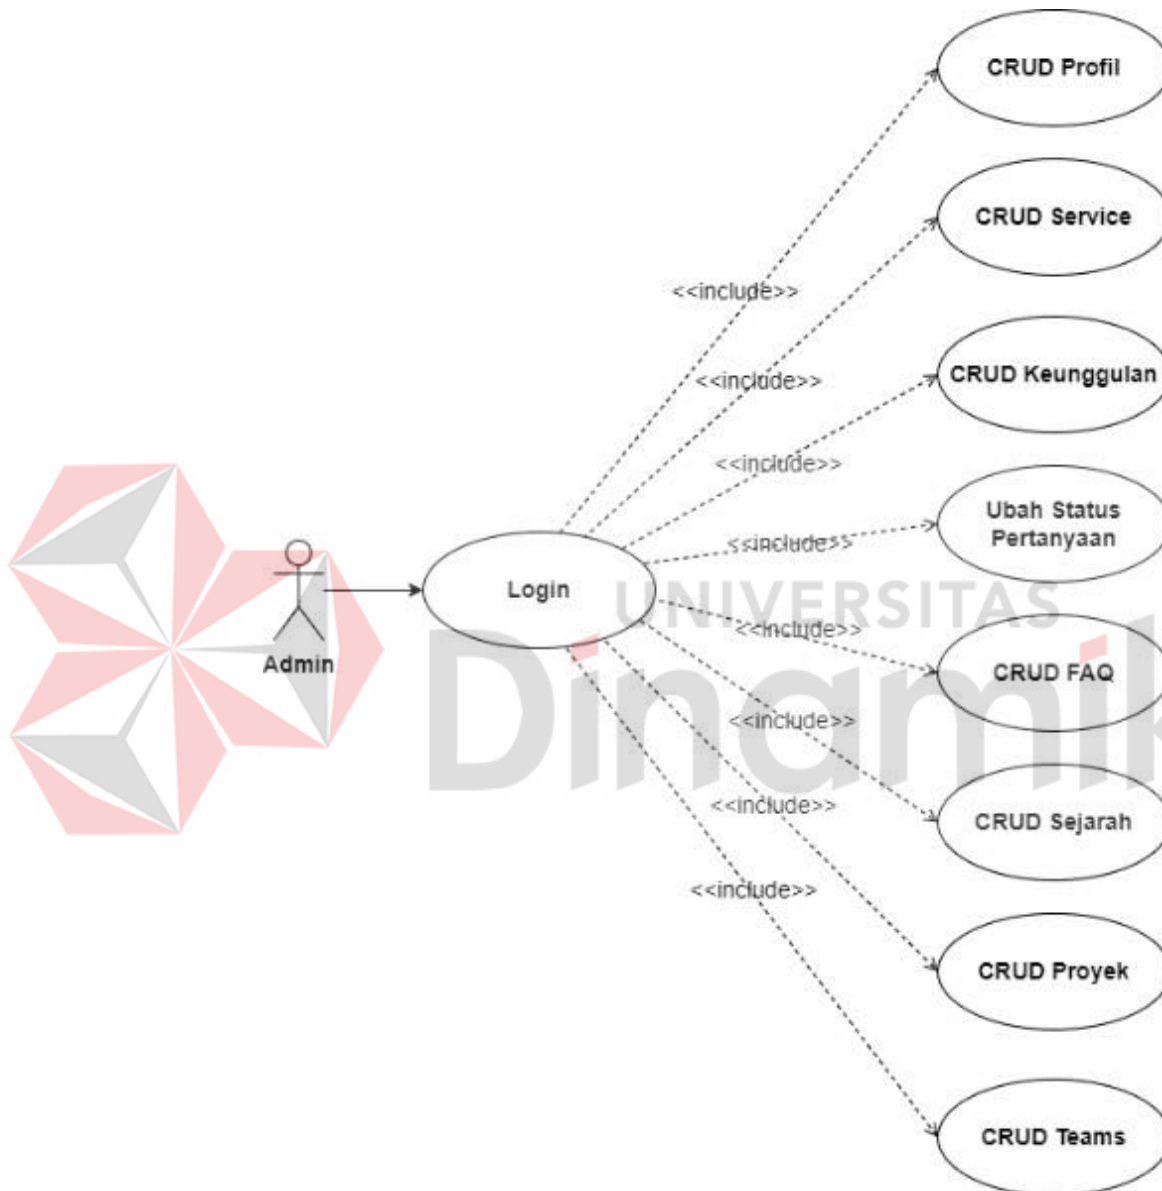 CRUD Profil
CRUD Service
<<include>>
<<include>>
CRUD Keunggulan
<<include>>
Ubah Status
Pertanyaan
<<include>>
Login
UNIVERSITAS
<<include>>
Admin
Dinamik
CRUD FAQ
<<include>>
CRUD Sejarah
<<include>>
<<include>>
CRUD Proyek
CRUD Teams